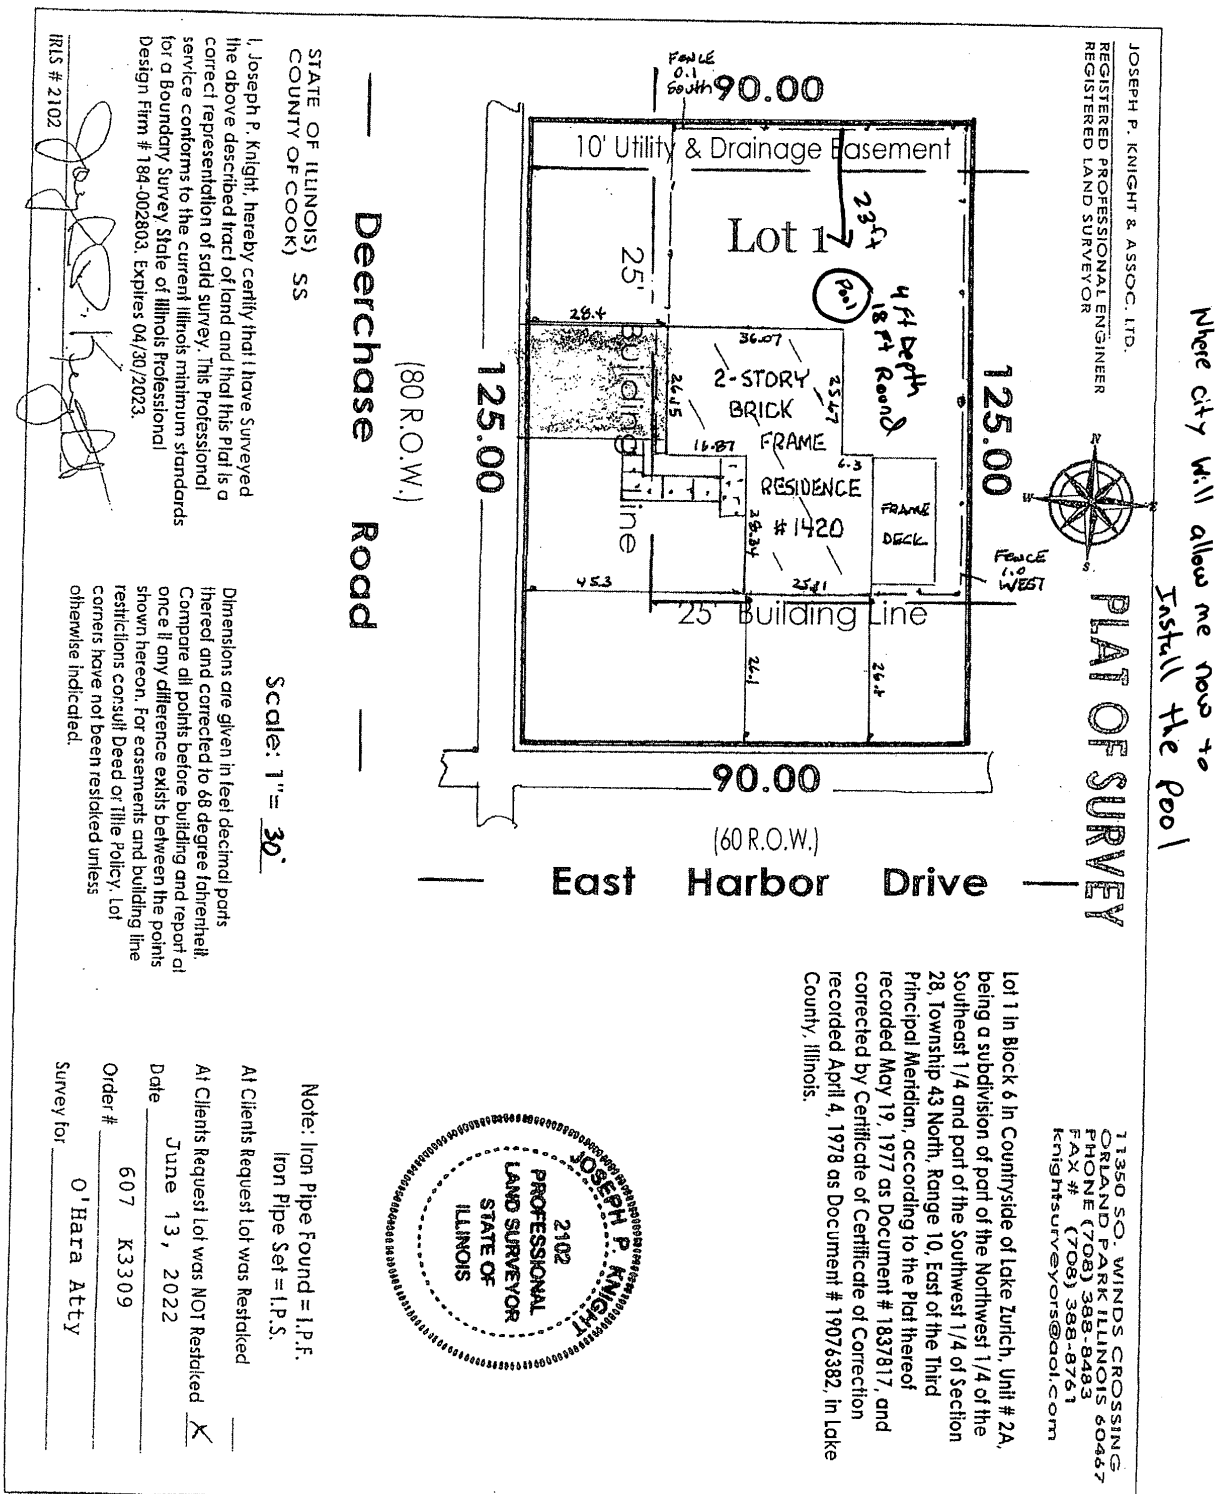 Where city will allow me now to
Install the Pool
JOSEPH P. KNIGHT & ASSOC. LTD.
REGISTERED PROFESSIONAL ENGINEER
REGISTERED LAND SURVEYOR
PLAT OF SURVEY
11350 SO. WINDS CROSSING
ORLAND PARK ILLINOIS 60467
PHONE (708) 388-8483
FAX # (708) 388-8761
knightsurveyors@aol.com
N
W
E
S.
Lot 1 in Block 6 in Countryside of Lake Zurich, Unit # 2A,
being a subdivision of part of the Northwest 1/4 of the
Southeast 1/4 and part of the Southwest 1/4 of Section
28, Township 43 North, Range 10, East of the Third
Principal Meridian, according to the Plat thereof
recorded May 19, 1977 as Document # 1837817, and
corrected by Certificate of Certificate of Correction
recorded April 4, 1978 as Document # 19076382, in Lake
County, Illinois.
FENCE
0.1
South
90.00
10' Utility & Drainage Easement
23ft
Lot 1
Pool
4 Ft Depth
18 Ft Round
125.00
25' Building line
28.4
36.07
2-STORY
BRICK
FRAME
RESIDENCE
# 1420
26.15
25.67
16.87
6.3
FRAME
DECK
28.34
FENCE
1.0
WEST
45.3
25.11
25' Building Line
26.1
26.2
125.00
90.00
(60 R.O.W.)
East Harbor Drive
(80 R.O.W.)
Deerchase Road
STATE OF ILLINOIS)
COUNTY OF COOK) SS
I, Joseph P. Knight, hereby certify that I have Surveyed
the above described tract of land and that this Plat is a
correct representation of said survey. This Professional
service conforms to the current Illinois minimum standards
for a Boundary Survey State of Illinois Professional
Design Firm # 184-002803. Expires 04/30/2023.
Joseph P. Knight
IRLS # 2102
Scale: 1"= 30'
Dimensions are given in feet decimal parts
thereof and corrected to 68 degree fahrenheit.
Compare all points before building and report at
once if any difference exists between the points
shown hereon. For easements and building line
restrictions consult Deed or Title Policy. Lot
corners have not been restaked unless
otherwise indicated.
JOSEPH P. KNIGHT
2102
PROFESSIONAL
LAND SURVEYOR
STATE OF
ILLINOIS
Note: Iron Pipe Found = I.P.F.
Iron Pipe Set = I.P.S.
At Clients Request Lot was Restaked
At Clients Request Lot was NOT Restaked X
Date June 13, 2022
Order # 607 K3309
Survey for O'Hara Atty